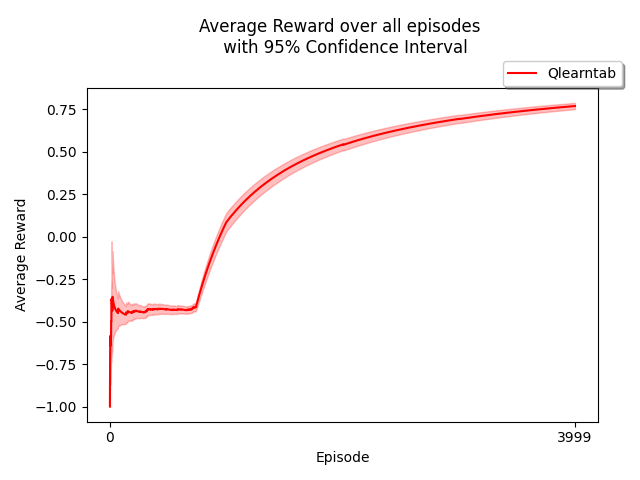 Average Reward over all episodes
with 95% Confidence Interval
Qlearntab
0.75
0.50
0.25
0.00
−0.25
−0.50
−0.75
−1.00
Average Reward
0
3999
Episode